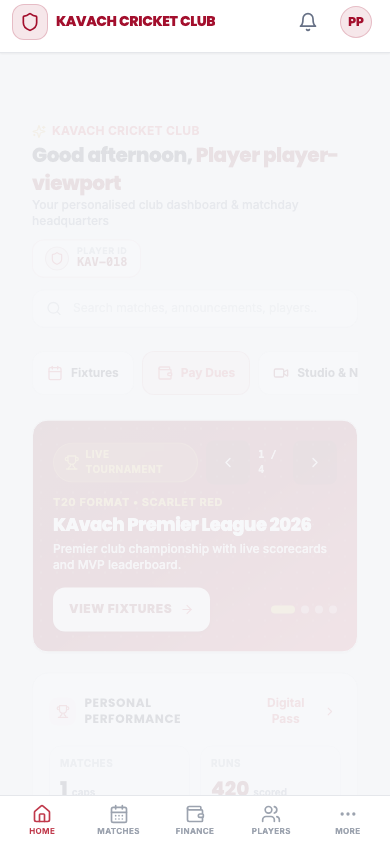 KAVACH CRICKET CLUB
PP
KAVACH CRICKET CLUB
Good afternoon, Player player-
viewport
Your personalised club dashboard & matchday
headquarters
PLAYER ID
KAV-018
Search matches, announcements, players...
Fixtures
Pay Dues
Studio & N
LIVE
TOURNAMENT
1 /
4
T20 FORMAT • SCARLET RED
KAvach Premier League 2026
Premier club championship with live scorecards
and MVP leaderboard.
VIEW FIXTURES →
PERSONAL
PERFORMANCE
Digital
Pass
MATCHES
RUNS
1 caps
420 scored
HOME
MATCHES
FINANCE
PLAYERS
MORE